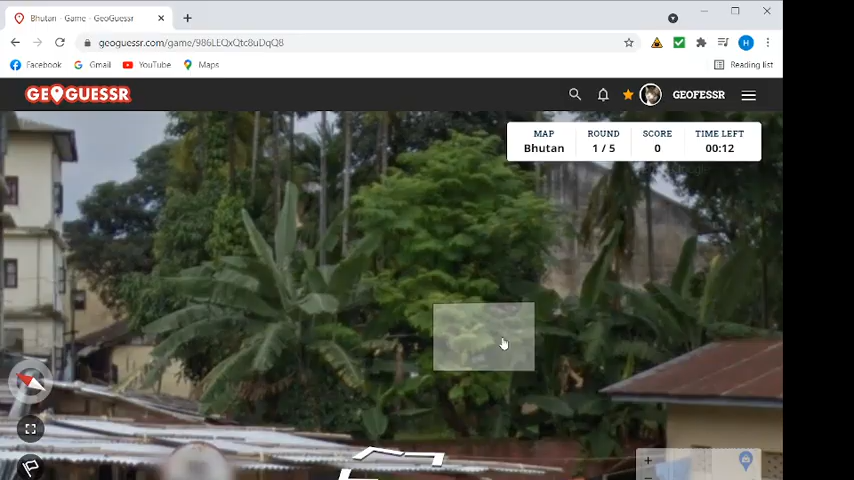 Bhutan - Game - GeoGuessr
geoguessr.com/game/986LEQxQtc8uDqQ8
Facebook Gmail YouTube Maps Reading list
GEOGUESSR GEOFESSR
MAP ROUND SCORE TIME LEFT
Bhutan 1 / 5 0 00:12